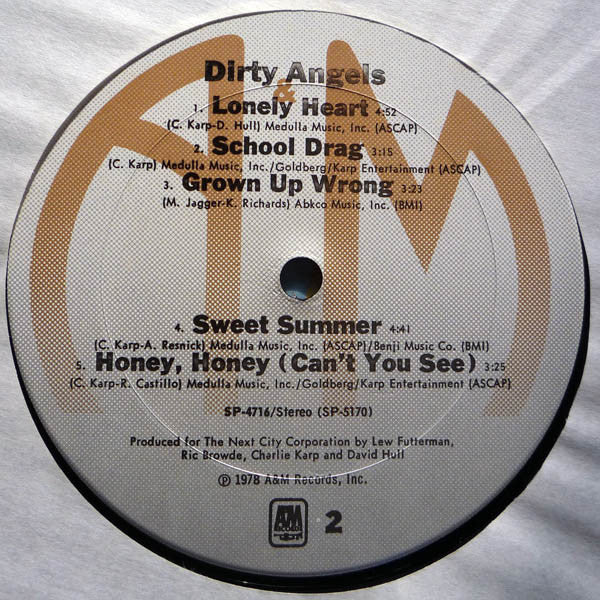 Dirty Angels
A&M
1. Lonely Heart 4:52
(C. Karp-D. Hull) Medulla Music, Inc. (ASCAP)
2. School Drag 3:15
(C. Karp) Medulla Music, Inc./Goldberg/Karp Entertainment (ASCAP)
3. Grown Up Wrong 3:23
(M. Jagger-K. Richards) Abkco Music, Inc. (BMI)
4. Sweet Summer 4:41
(C. Karp-A. Resnick) Medulla Music, Inc. (ASCAP)/Benji Music Co. (BMI)
5. Honey, Honey (Can't You See) 3:25
(C. Karp-R. Castillo) Medulla Music, Inc./Goldberg/Karp Entertainment (ASCAP)
SP-4716/Stereo (SP-5170)
Produced for The Next City Corporation by Lew Futterman,
Ric Browde, Charlie Karp and David Hull
℗ 1978 A&M Records, Inc.
A&M
RECORDS
2